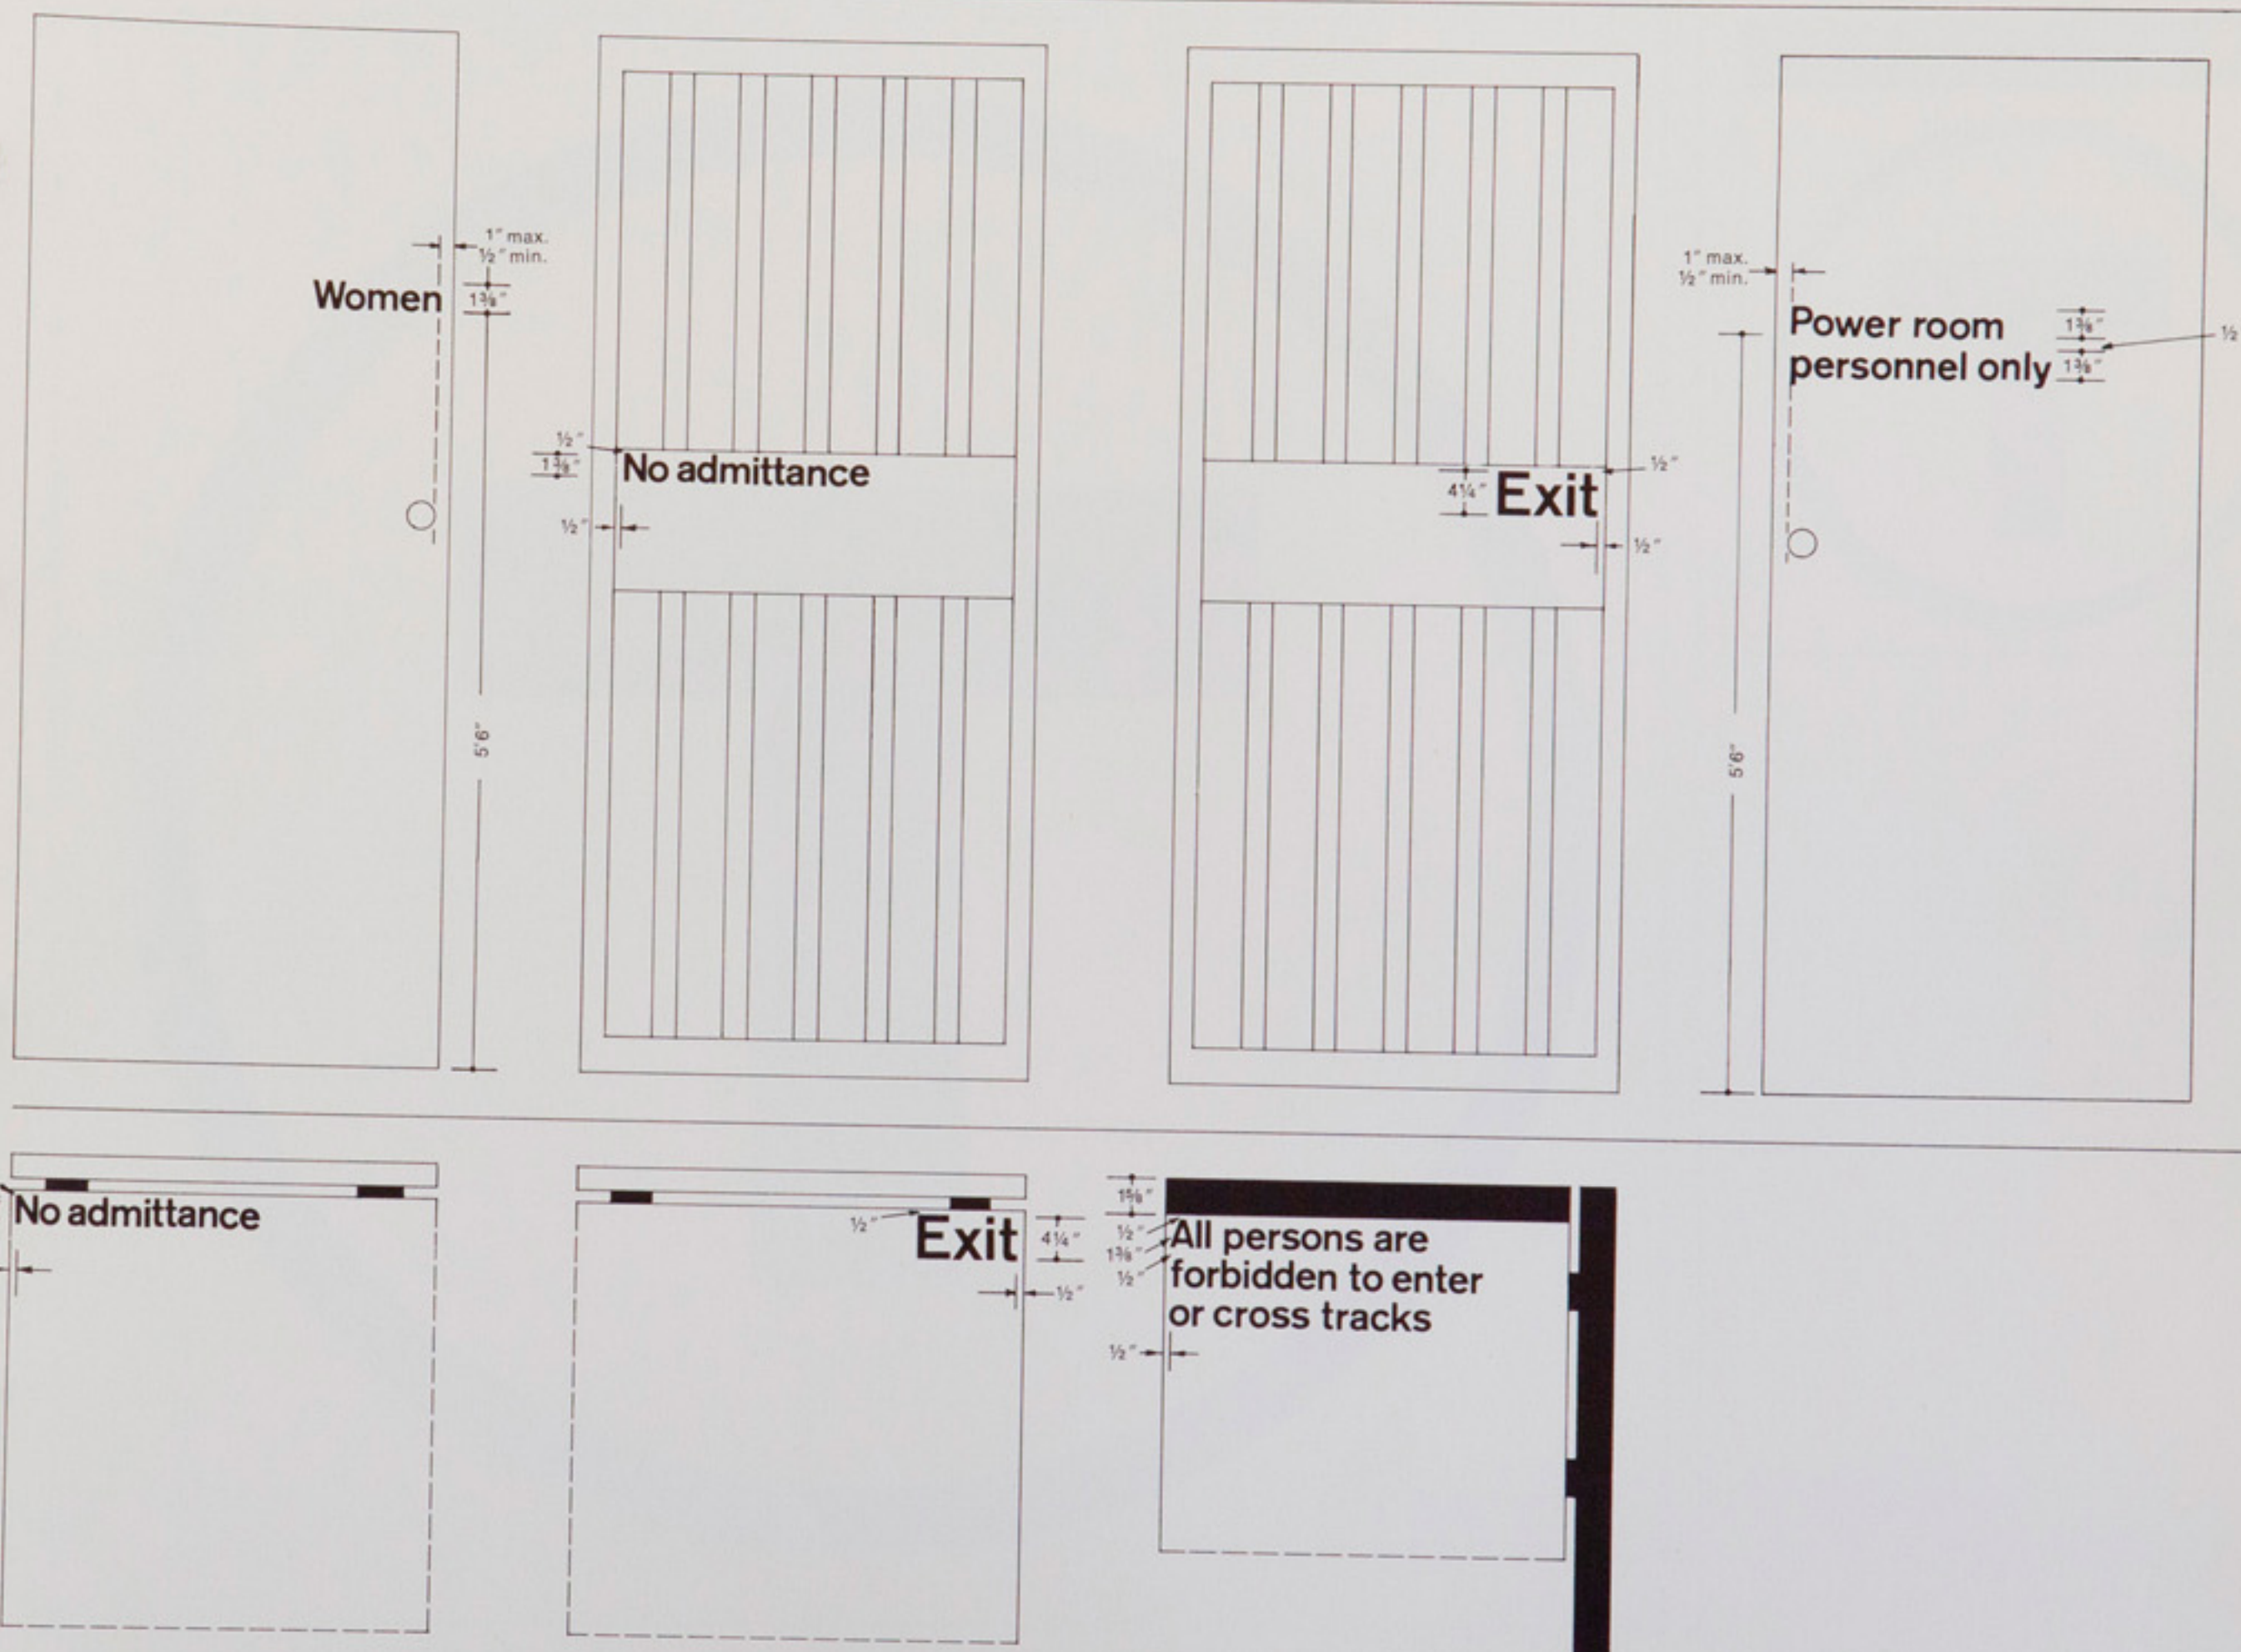 1" max.
½" min.
Women
1⅜"
5'6"
½"
1⅜"
No admittance
½"
½"
4¼"
Exit
½"
1" max.
½" min.
Power room
personnel only
1⅜"
½
1⅜"
5'6"
No admittance
½"
Exit
4¼"
½"
1⅝"
½"
1⅜"
½"
All persons are
forbidden to enter
or cross tracks
½"